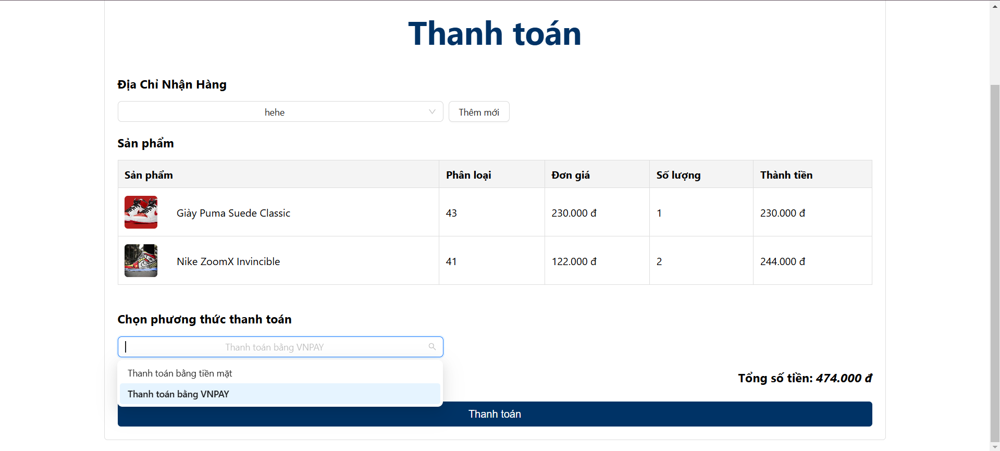 Thanh toán
Địa Chỉ Nhận Hàng
hehe
Thêm mới
Sản phẩm
Sản phẩm Phân loại Đơn giá Số lượng Thành tiền
Giày Puma Suede Classic 43 230.000 đ 1 230.000 đ
Nike ZoomX Invincible 41 122.000 đ 2 244.000 đ
Chọn phương thức thanh toán
Thanh toán bằng VNPAY
Thanh toán bằng tiền mặt
Thanh toán bằng VNPAY
Tổng số tiền: 474.000 đ
Thanh toán